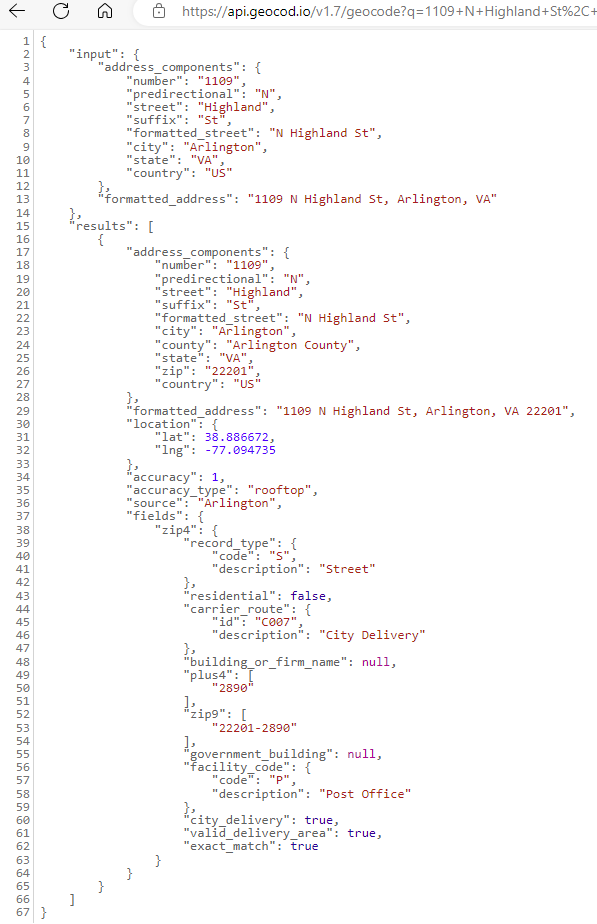 https://api.geocod.io/v1.7/geocode?q=1109+N+Highland+St%2C+
1 {
2     "input": {
3         "address_components": {
4             "number": "1109",
5             "predirectional": "N",
6             "street": "Highland",
7             "suffix": "St",
8             "formatted_street": "N Highland St",
9             "city": "Arlington",
10             "state": "VA",
11             "country": "US"
12         },
13         "formatted_address": "1109 N Highland St, Arlington, VA"
14     },
15     "results": [
16         {
17             "address_components": {
18                 "number": "1109",
19                 "predirectional": "N",
20                 "street": "Highland",
21                 "suffix": "St",
22                 "formatted_street": "N Highland St",
23                 "city": "Arlington",
24                 "county": "Arlington County",
25                 "state": "VA",
26                 "zip": "22201",
27                 "country": "US"
28             },
29             "formatted_address": "1109 N Highland St, Arlington, VA 22201",
30             "location": {
31                 "lat": 38.886672,
32                 "lng": -77.094735
33             },
34             "accuracy": 1,
35             "accuracy_type": "rooftop",
36             "source": "Arlington",
37             "fields": {
38                 "zip4": {
39                     "record_type": {
40                         "code": "S",
41                         "description": "Street"
42                     },
43                     "residential": false,
44                     "carrier_route": {
45                         "id": "C007",
46                         "description": "City Delivery"
47                     },
48                     "building_or_firm_name": null,
49                     "plus4": [
50                         "2890"
51                     ],
52                     "zip9": [
53                         "22201-2890"
54                     ],
55                     "government_building": null,
56                     "facility_code": {
57                         "code": "P",
58                         "description": "Post Office"
59                     },
60                     "city_delivery": true,
61                     "valid_delivery_area": true,
62                     "exact_match": true
63                 }
64             }
65         }
66     ]
67 }